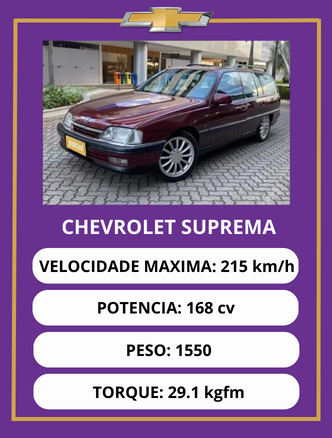 CHEVROLET SUPREMA
VELOCIDADE MAXIMA: 215 km/h
POTENCIA: 168 cv
PESO: 1550
TORQUE: 29.1 kgfm